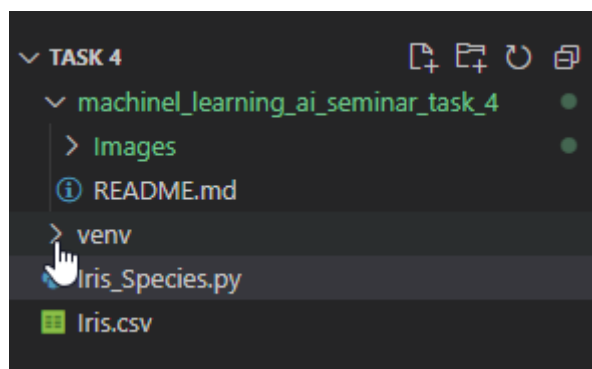 TASK 4
machinel_learning_ai_seminar_task_4
Images
README.md
venv
Iris_Species.py
Iris.csv